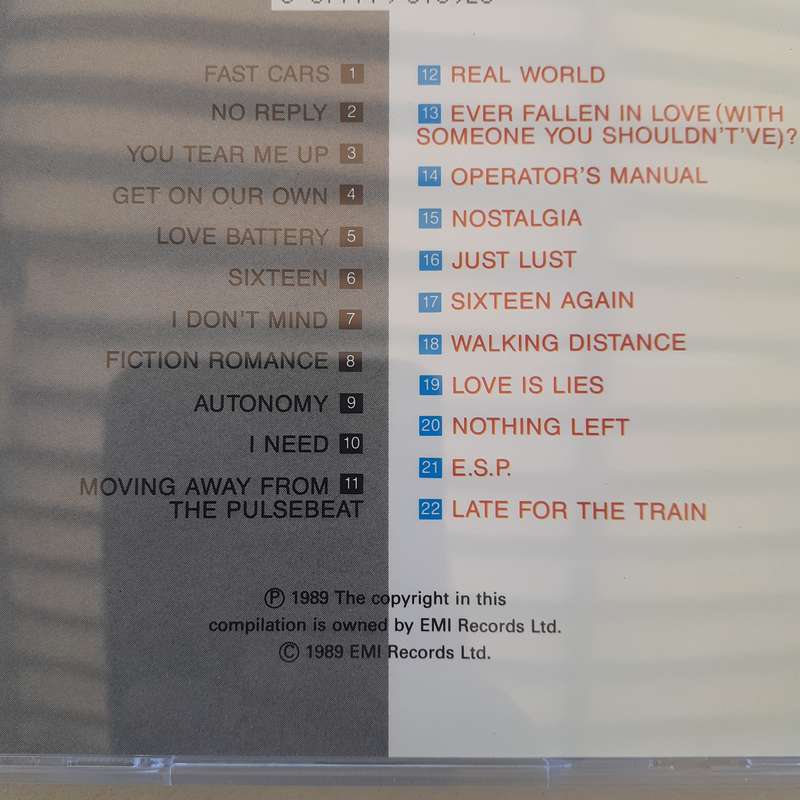 FAST CARS 1
NO REPLY 2
YOU TEAR ME UP 3
GET ON OUR OWN 4
LOVE BATTERY 5
SIXTEEN 6
I DON'T MIND 7
FICTION ROMANCE 8
AUTONOMY 9
I NEED 10
MOVING AWAY FROM 11
THE PULSEBEAT
12 REAL WORLD
13 EVER FALLEN IN LOVE (WITH
SOMEONE YOU SHOULDN'T'VE)?
14 OPERATOR'S MANUAL
15 NOSTALGIA
16 JUST LUST
17 SIXTEEN AGAIN
18 WALKING DISTANCE
19 LOVE IS LIES
20 NOTHING LEFT
21 E.S.P.
22 LATE FOR THE TRAIN
Ⓟ 1989 The copyright in this
compilation is owned by EMI Records Ltd.
© 1989 EMI Records Ltd.